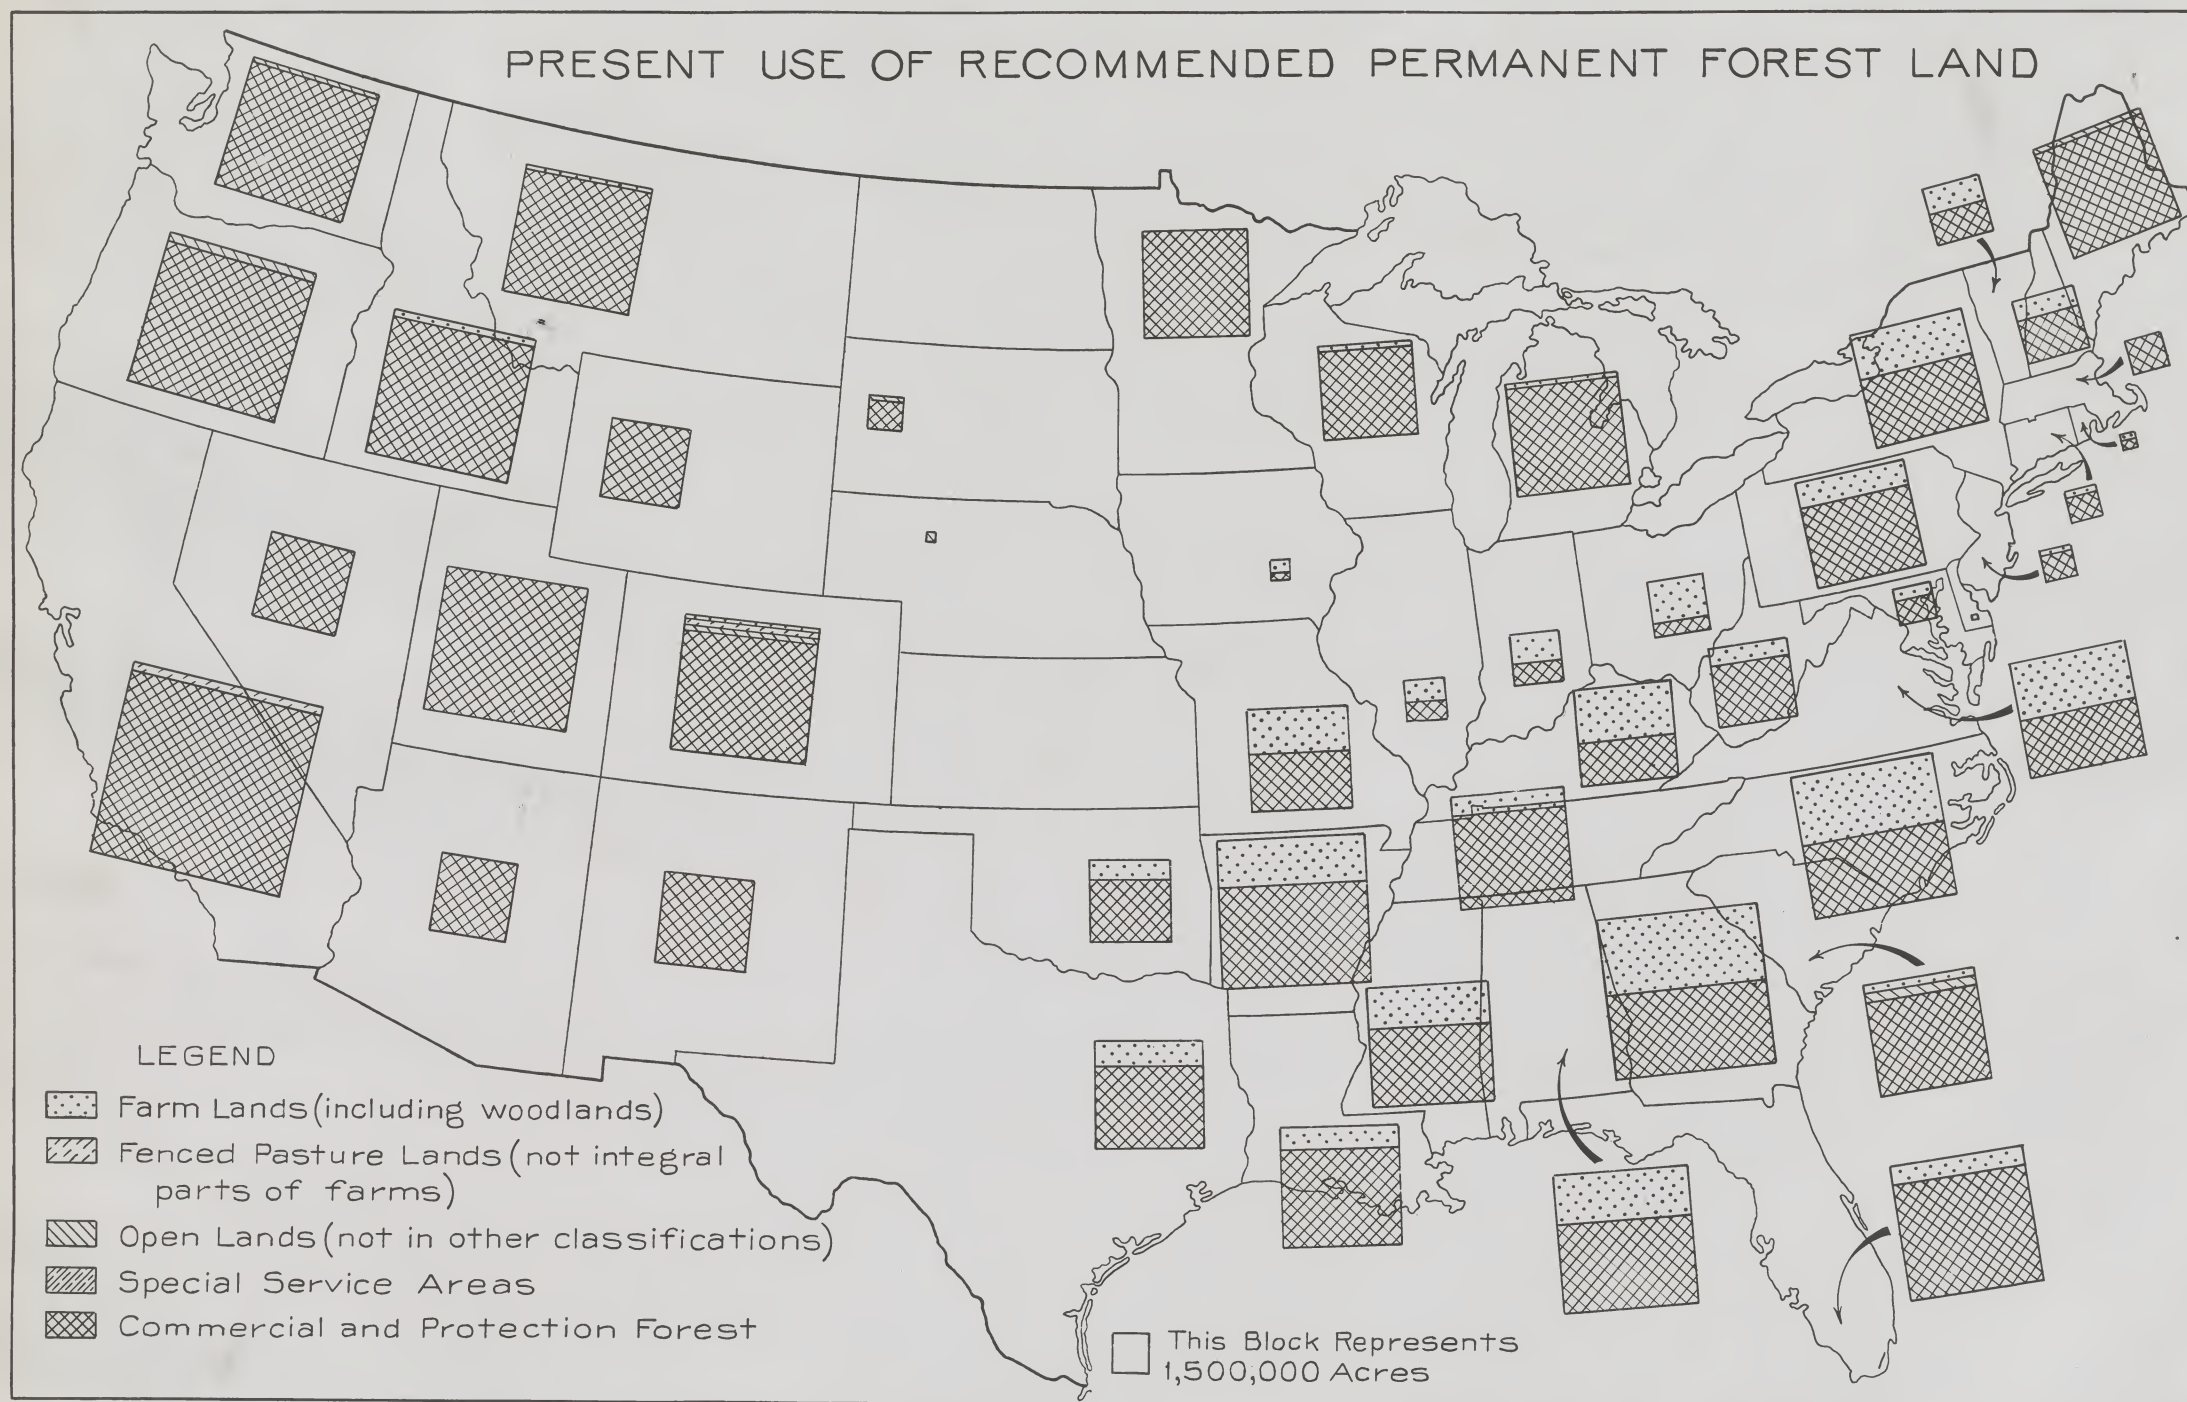 PRESENT USE OF RECOMMENDED PERMANENT FOREST LAND
LEGEND
Farm Lands (including woodlands)
Fenced Pasture Lands (not integral
parts of farms)
Open Lands (not in other classifications)
Special Service Areas
Commercial and Protection Forest
This Block Represents
1,500,000 Acres